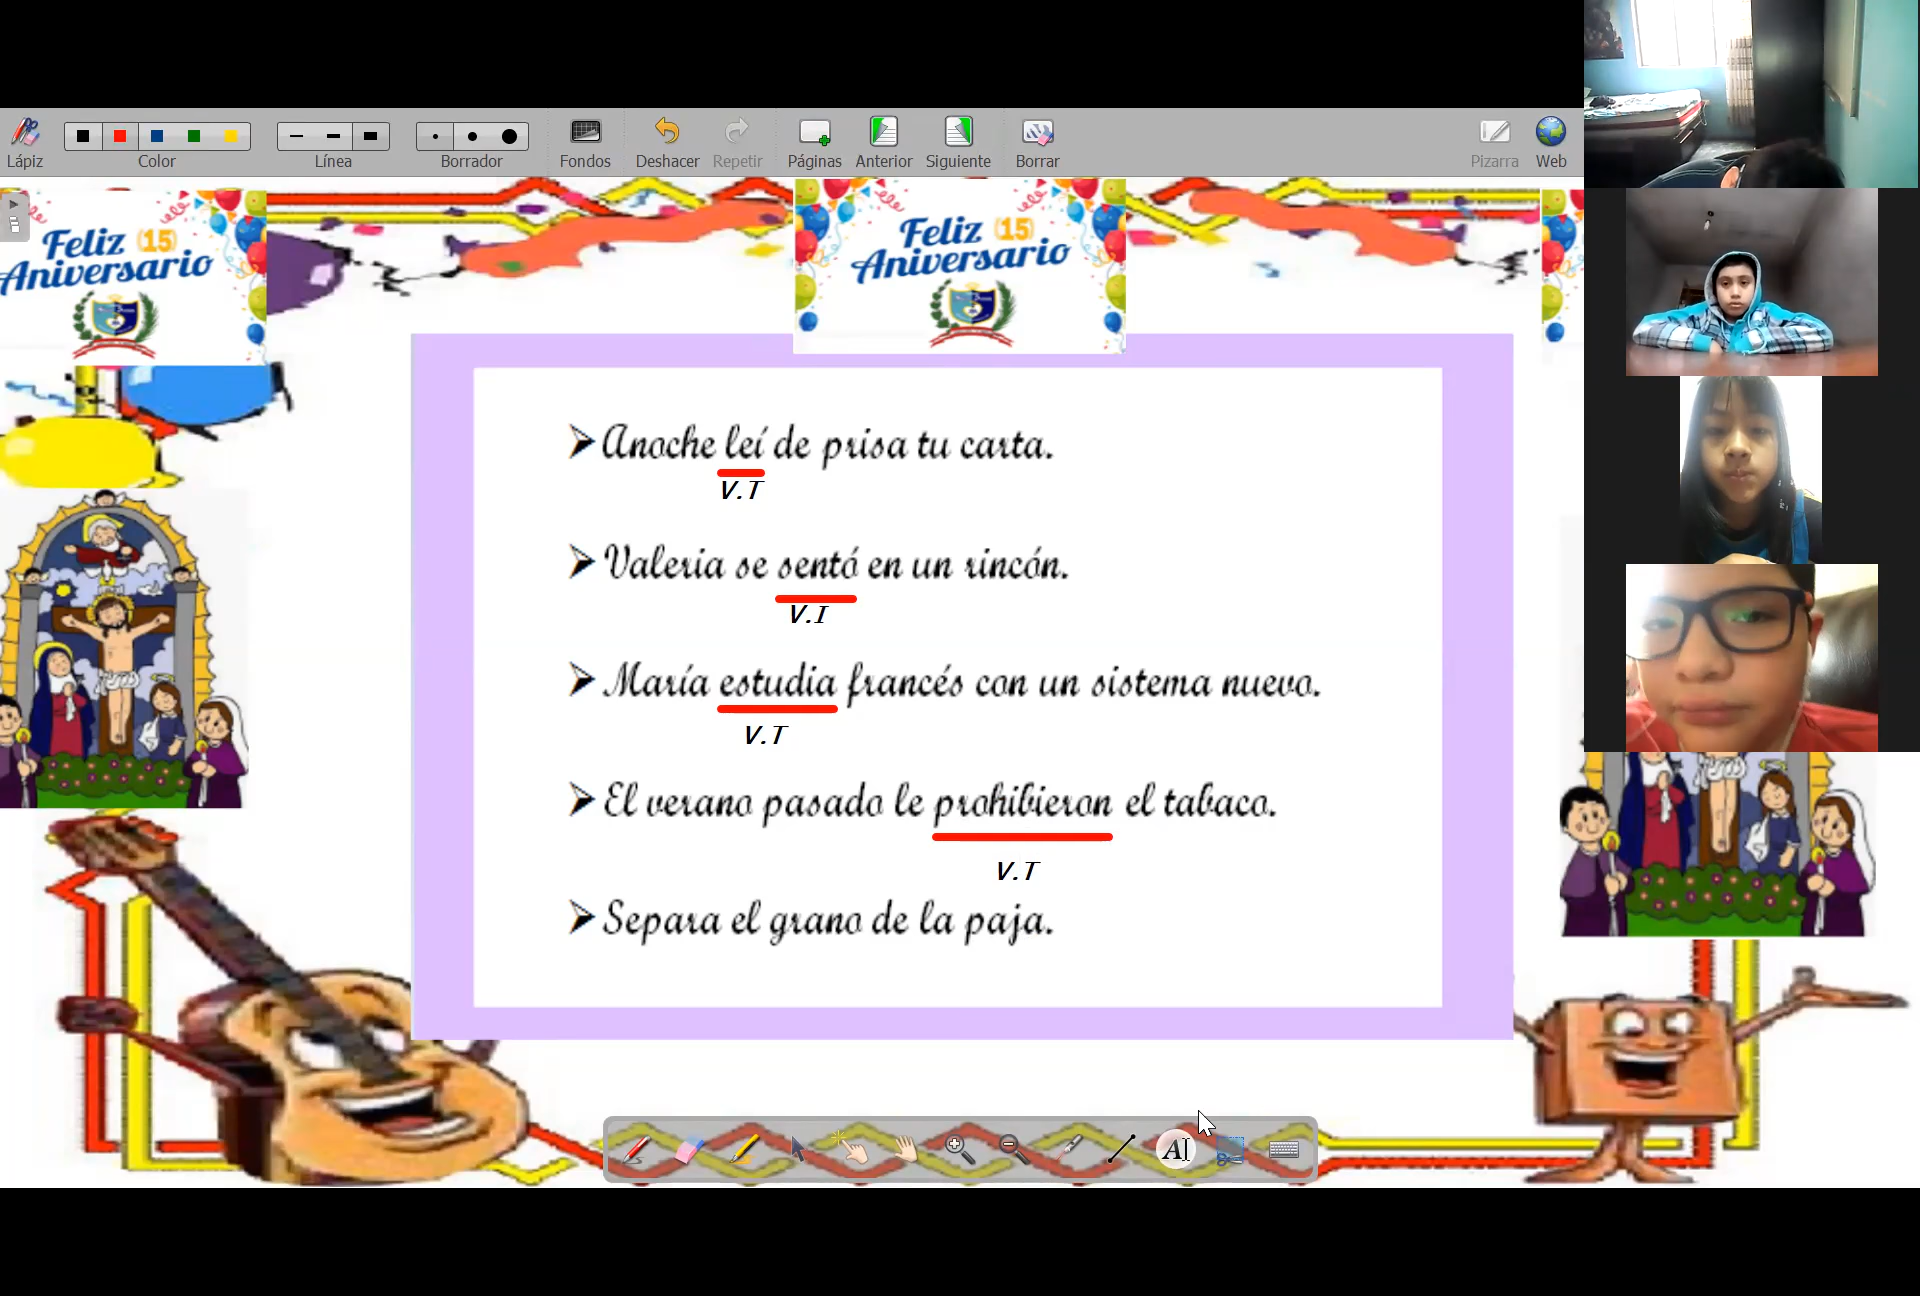 Lápiz
Color
Línea
Borrador
Fondos
Deshacer
Repetir
Páginas
Anterior
Siguiente
Borrar
Pizarra
Web
Feliz 15
Aniversario
Feliz 15
Aniversario
Anoche leí de prisa tu carta.
V.T
Valeria se sentó en un rincón.
V.I
María estudia francés con un sistema nuevo.
V.T
El verano pasado le prohibieron el tabaco.
V.T
Separa el grano de la paja.
AI